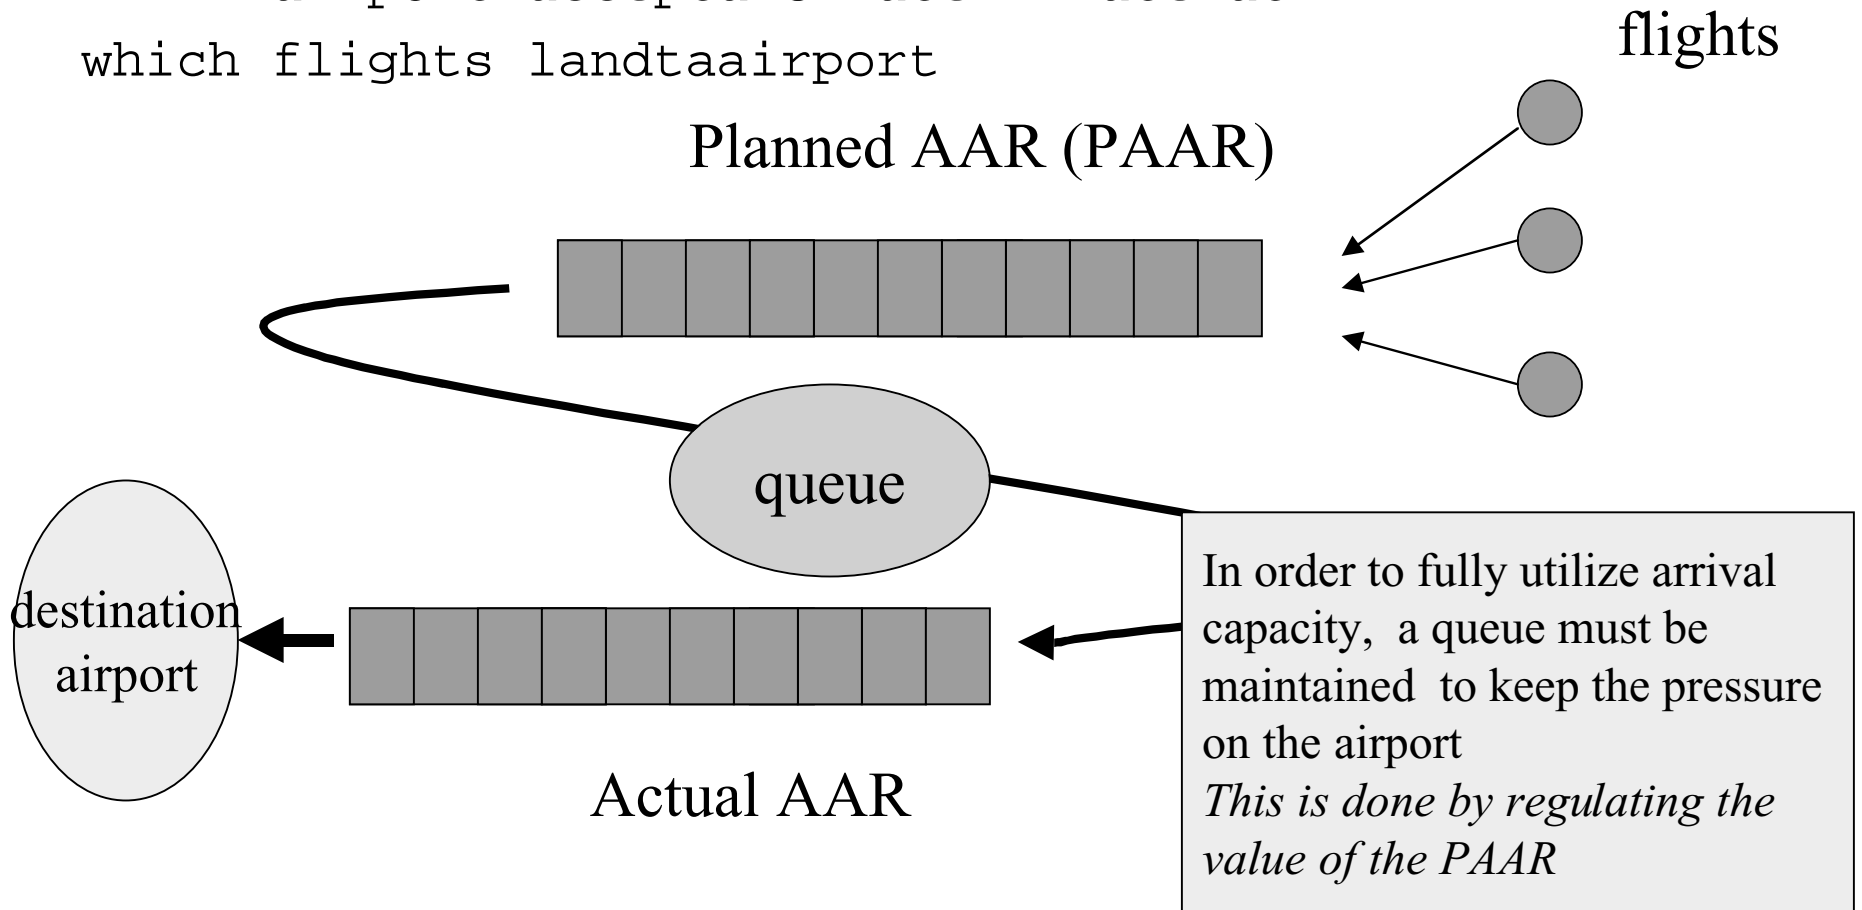 which flights landtaairport
flights
Planned AAR (PAAR)
queue
destination
airport
In order to fully utilize arrival
capacity, a queue must be
maintained to keep the pressure
on the airport
This is done by regulating the
value of the PAAR
Actual AAR